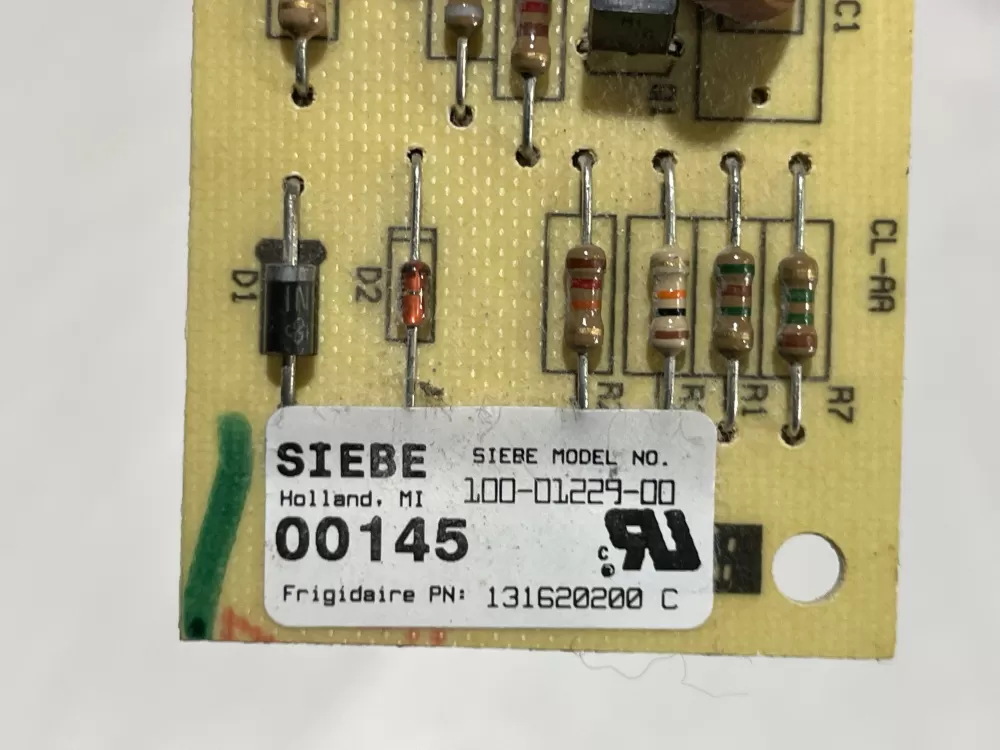 C1
CL-AA
D1
D2
1N
R1
R7
SIEBE
SIEBE MODEL NO.
Holland, MI
100-01229-00
00145
Frigidaire PN: 131620200 C